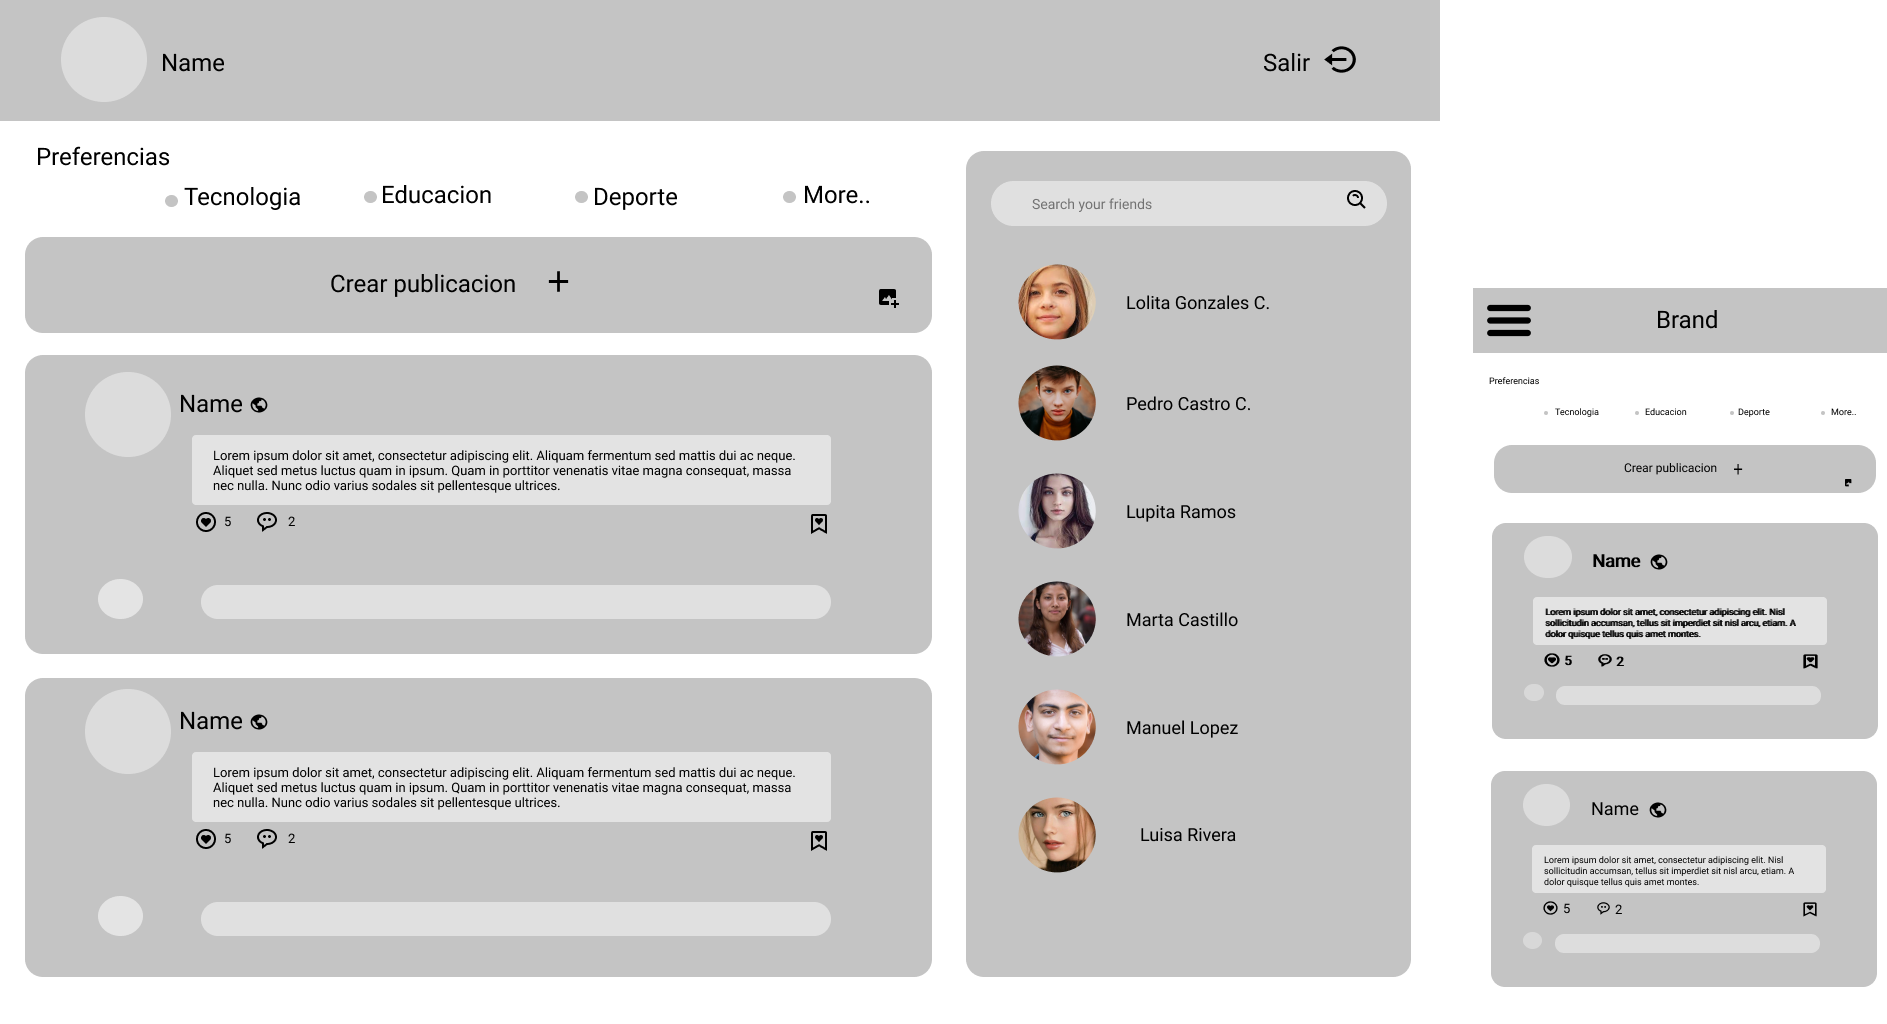 Name
Salir
Preferencias
Tecnologia
Educacion
Deporte
More..
Crear publicacion +
Name
Lorem ipsum dolor sit amet, consectetur adipiscing elit. Aliquam fermentum sed mattis dui ac neque.
Aliquet sed metus luctus quam in ipsum. Quam in porttitor venenatis vitae magna consequat, massa
nec nulla. Nunc odio varius sodales sit pellentesque ultrices.
5
2
Name
Lorem ipsum dolor sit amet, consectetur adipiscing elit. Aliquam fermentum sed mattis dui ac neque.
Aliquet sed metus luctus quam in ipsum. Quam in porttitor venenatis vitae magna consequat, massa
nec nulla. Nunc odio varius sodales sit pellentesque ultrices.
5
2
Search your friends
Lolita Gonzales C.
Pedro Castro C.
Lupita Ramos
Marta Castillo
Manuel Lopez
Luisa Rivera
Brand
Preferencias
Tecnologia
Educacion
Deporte
More..
Crear publicacion +
Name
Lorem ipsum dolor sit amet, consectetur adipiscing elit. Nisl
sollicitudin accumsan, tellus sit imperdiet sit nisl arcu, etiam. A
dolor quisque tellus quis amet montes.
5
2
Name
Lorem ipsum dolor sit amet, consectetur adipiscing elit. Nisl
sollicitudin accumsan, tellus sit imperdiet sit nisl arcu, etiam. A
dolor quisque tellus quis amet montes.
5
2